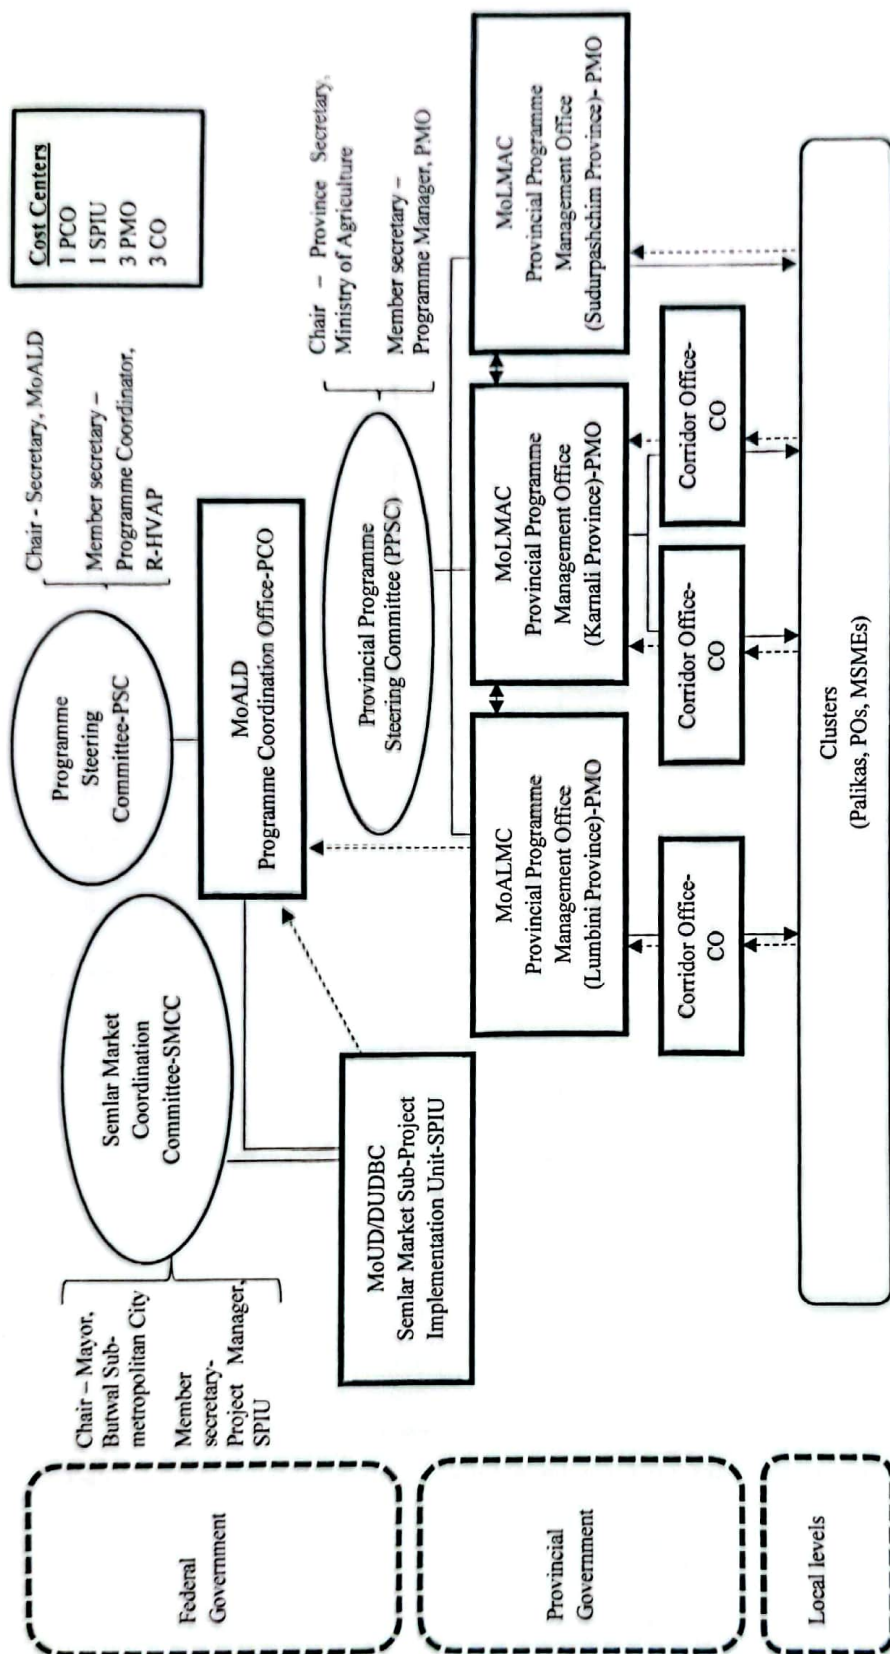 Federal
Government
Provincial
Government
Local levels
Chair – Mayor,
Butwal Sub-
metropolitan City
Member
secretary-
Project Manager,
SPIU
Semlar Market
Coordination
Committee-SMCC
Programme
Steering
Committee-PSC
Chair - Secretary, MoALD
Member secretary –
Programme Coordinator,
R-HVAP
Cost Centers
1 PCO
1 SPIU
3 PMO
3 CO
MoALD
Programme Coordination Office-PCO
MoUD/DUDBC
Semlar Market Sub-Project
Implementation Unit-SPIU
Provincial Programme
Steering Committee (PPSC)
Chair – Province Secretary,
Ministry of Agriculture
Member secretary –
Programme Manager, PMO
MoALMC
Provincial Programme
Management Office
(Lumbini Province)-PMO
MoLMAC
Provincial Programme
Management Office
(Karnali Province)-PMO
MoLMAC
Provincial Programme
Management Office
(Sudurpashchim Province)- PMO
Corridor Office-
CO
Corridor Office-
CO
Corridor Office-
CO
Clusters
(Palikas, POs, MSMEs)